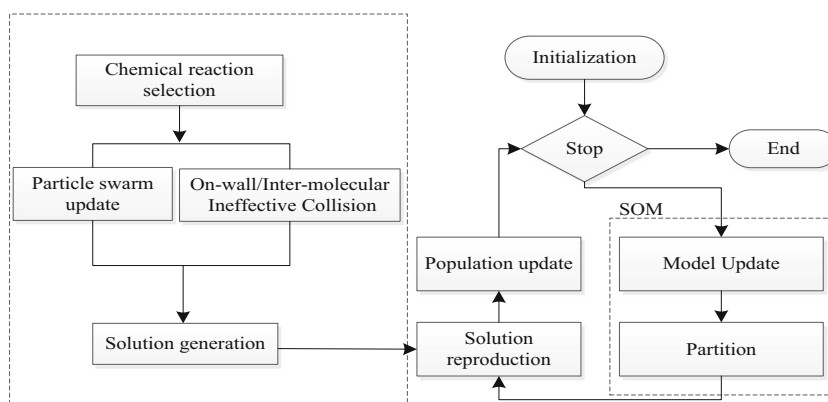 Chemical reaction
selection
Particle swarm
update
On-wall/Inter-molecular
Ineffective Collision
Solution generation
Initialization
Stop
End
SOM
Population update
Model Update
Solution
reproduction
Partition